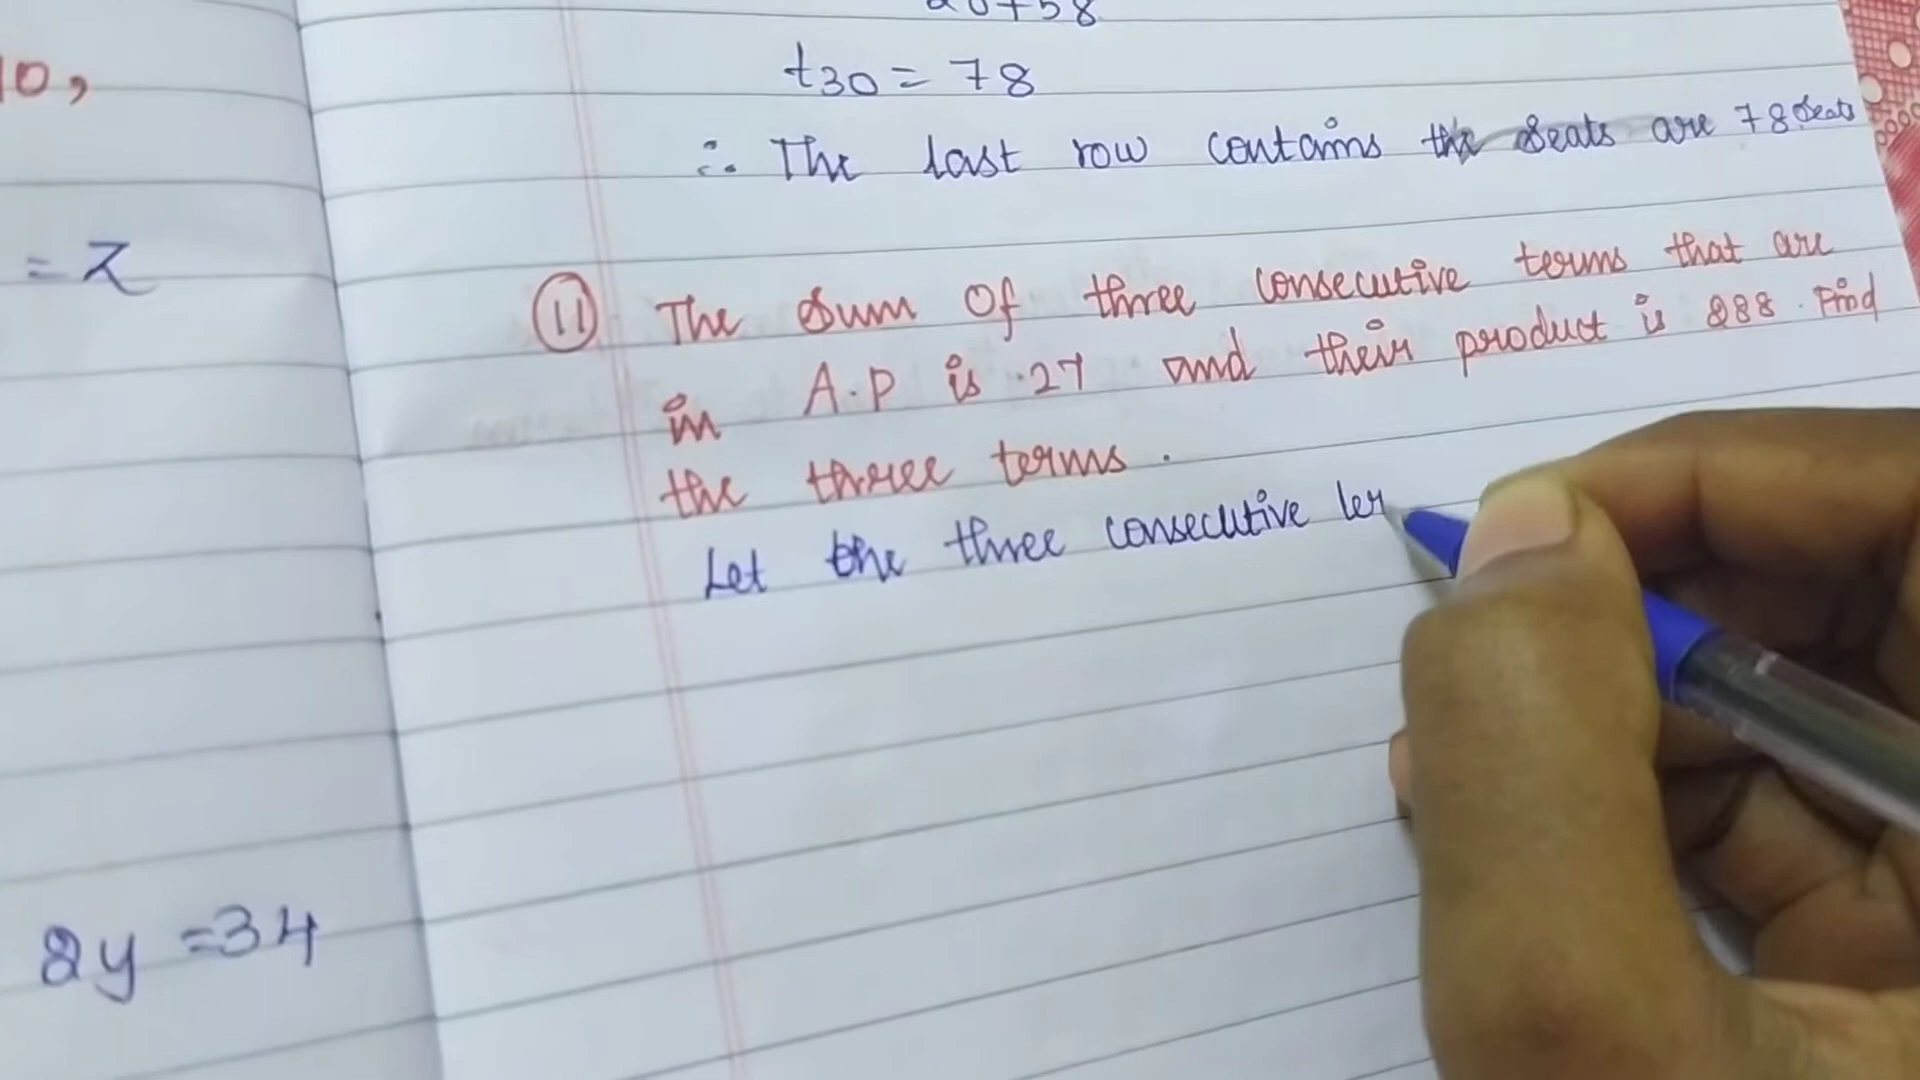 10,
= z
2y = 34
20+58
t30 = 78
∴ The last row contains the seats are 78 seats
11 The sum of three consecutive terms that are
in A.P is 27 and their product is 288. Find
the three terms.
Let the three consecutive ter